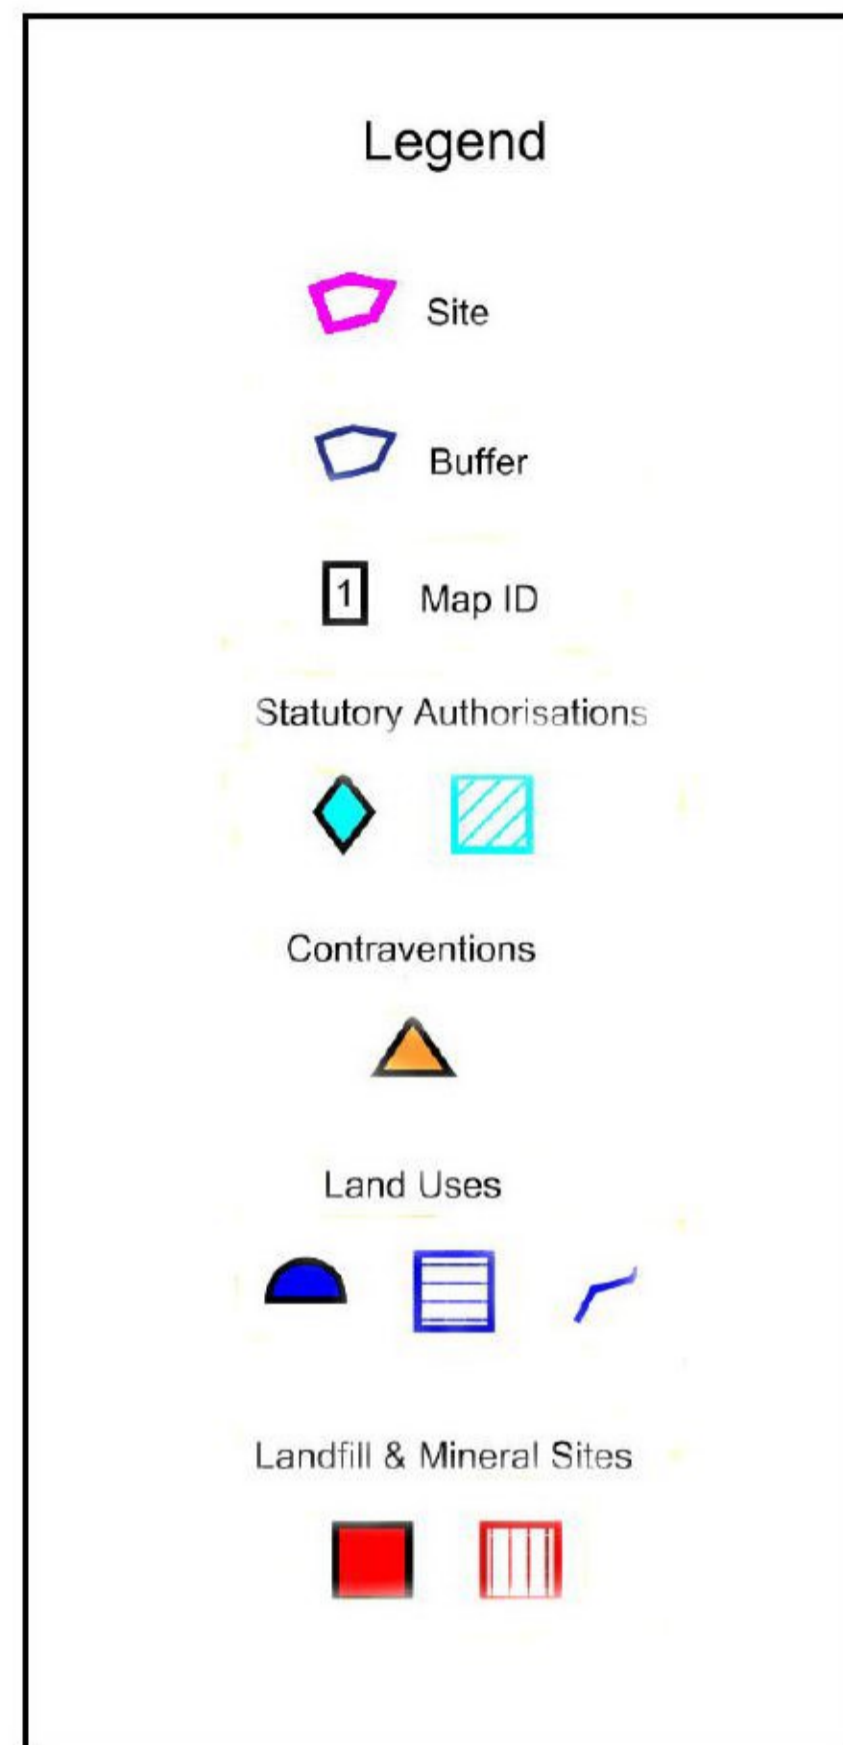 Legend
Site
Buffer
1 Map ID
Statutory Authorisations
Contraventions
Land Uses
Landfill & Mineral Sites